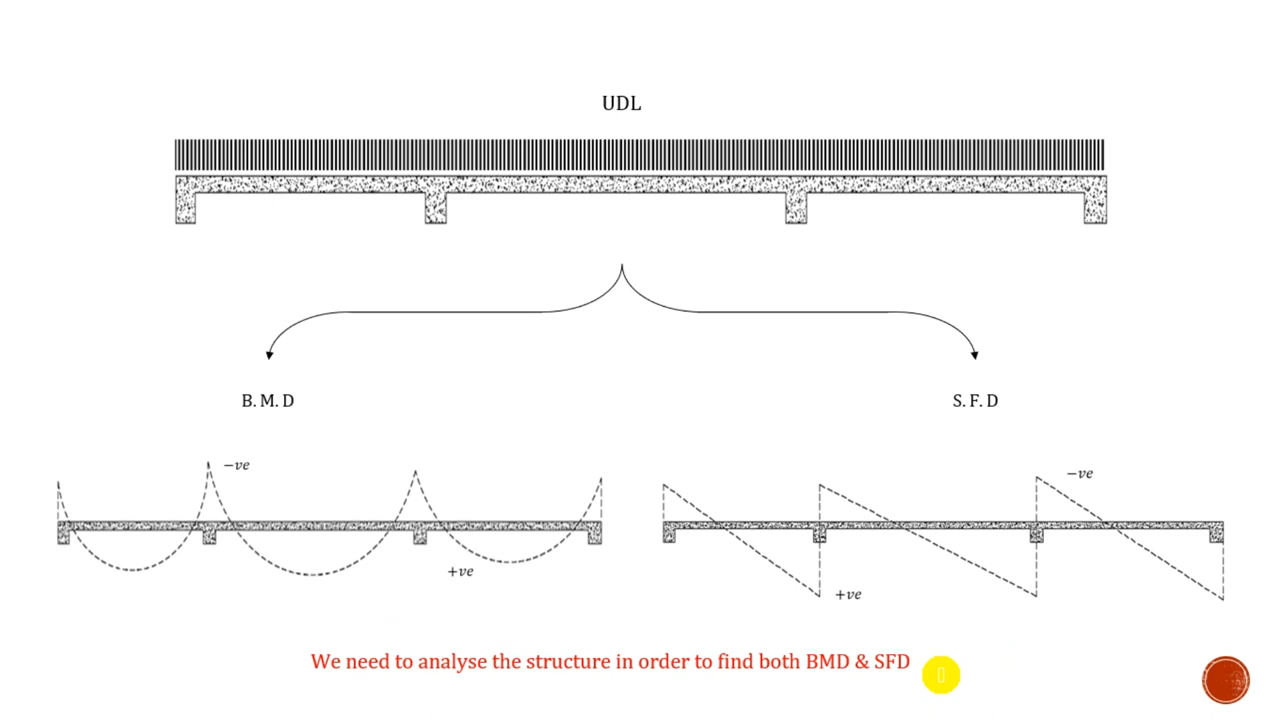 UDL
B. M. D
S. F. D
−ve
−ve
+ve
+ve
We need to analyse the structure in order to find both BMD & SFD